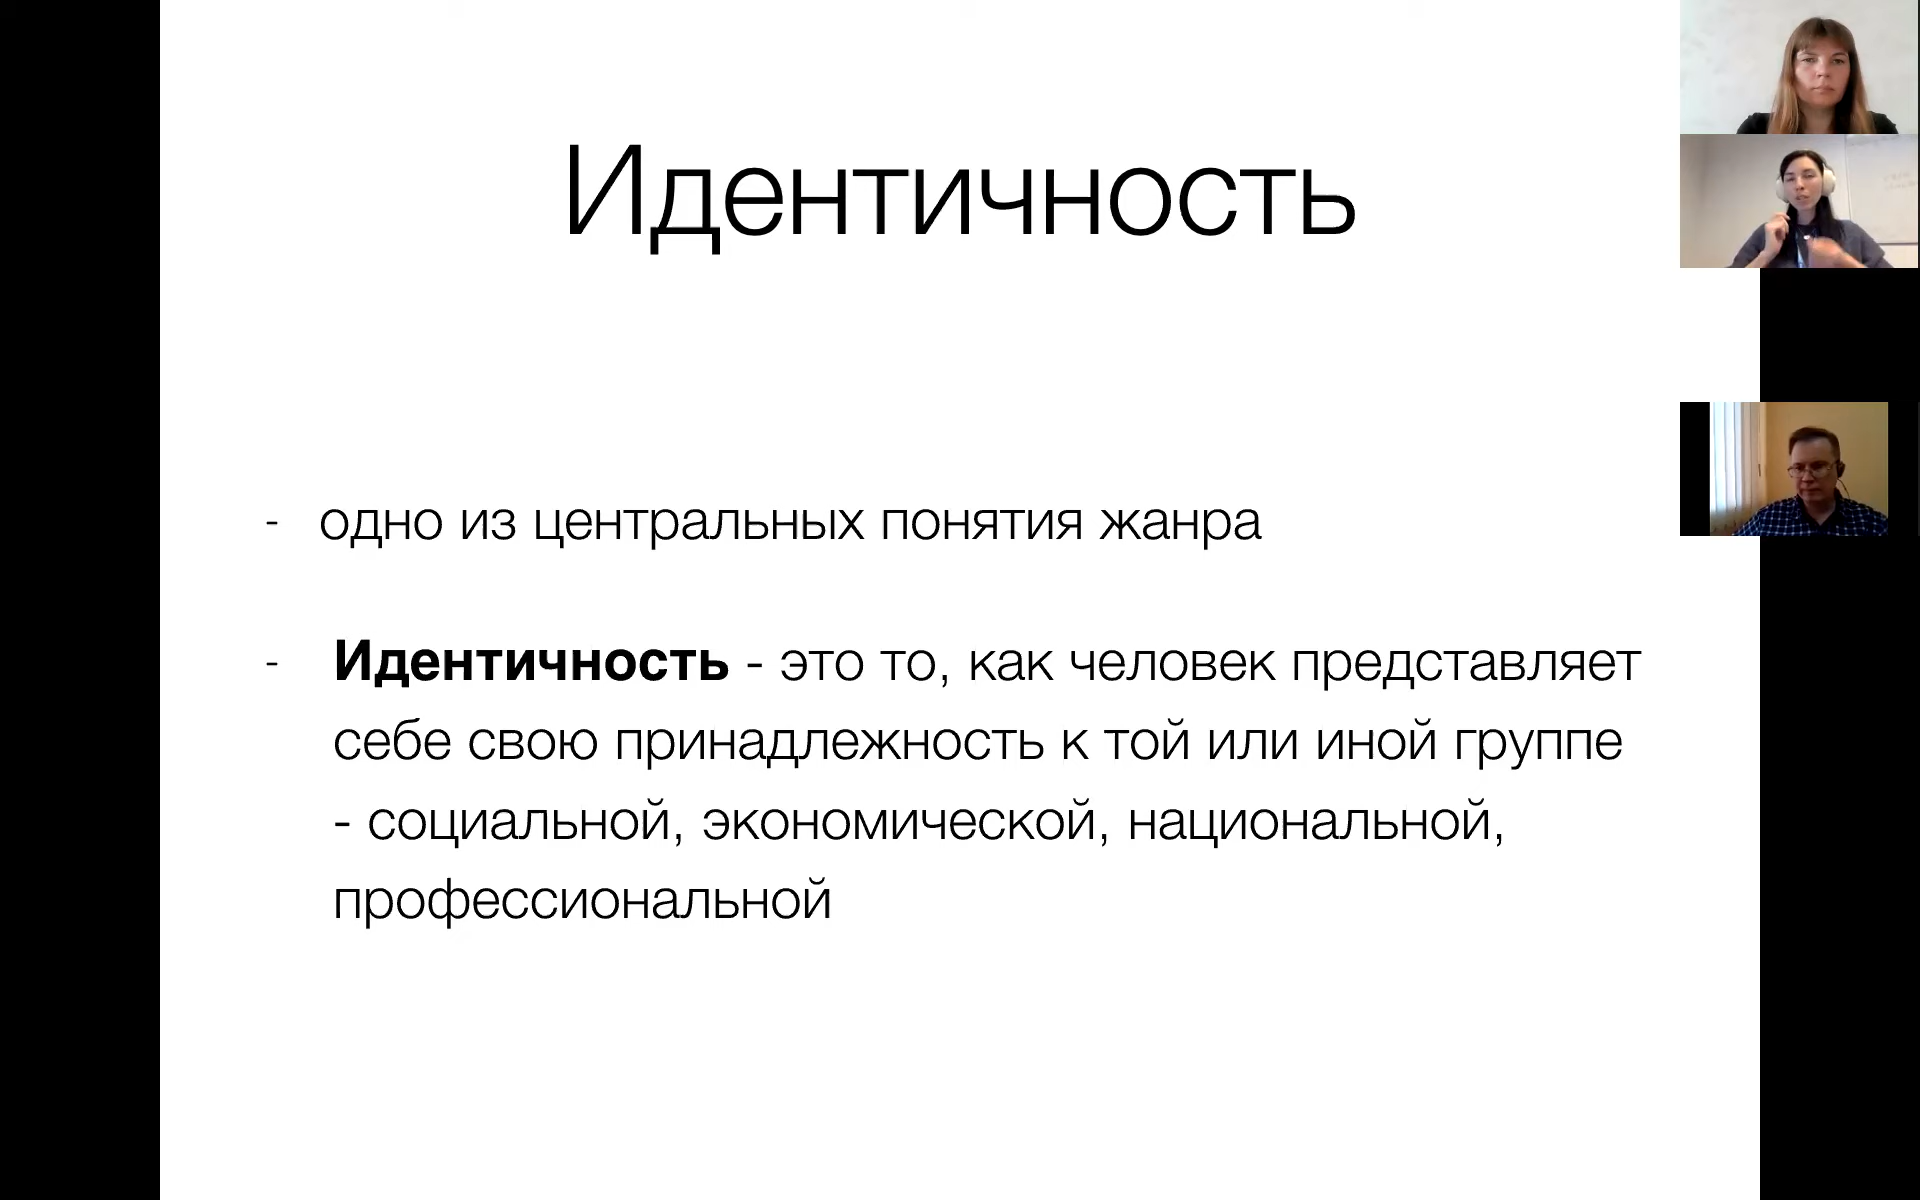 Идентичность
- одно из центральных понятия жанра
- Идентичность - это то, как человек представляет
себе свою принадлежность к той или иной группе
- социальной, экономической, национальной,
профессиональной